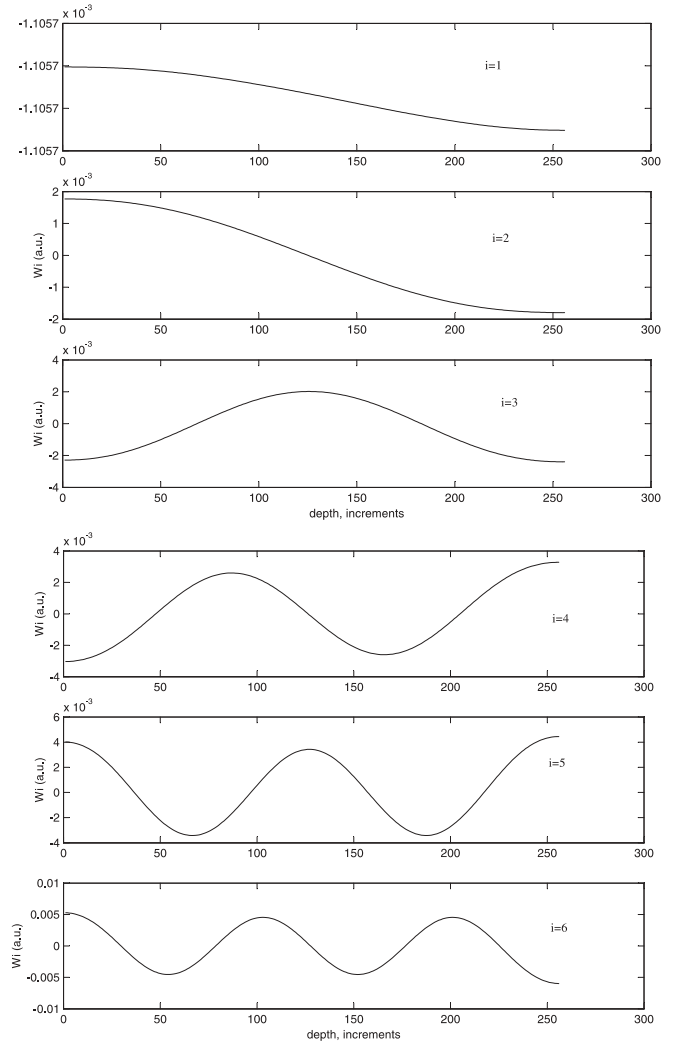 x 10⁻³
-1.1057
-1.1057
i=1
-1.1057
-1.1057
0 50 100 150 200 250 300
x 10⁻³
2
1
0
-1
-2
Wi (a.u.)
i=2
0 50 100 150 200 250 300
x 10⁻³
4
2
0
-2
-4
Wi (a.u.)
i=3
0 50 100 150 200 250 300
depth, increments
x 10⁻³
4
2
0
-2
-4
Wi (a.u.)
i=4
0 50 100 150 200 250 300
x 10⁻³
6
4
2
0
-2
-4
Wi (a.u.)
i=5
0 50 100 150 200 250 300
0.01
0.005
0
-0.005
-0.01
Wi (a.u.)
i=6
0 50 100 150 200 250 300
depth, increments